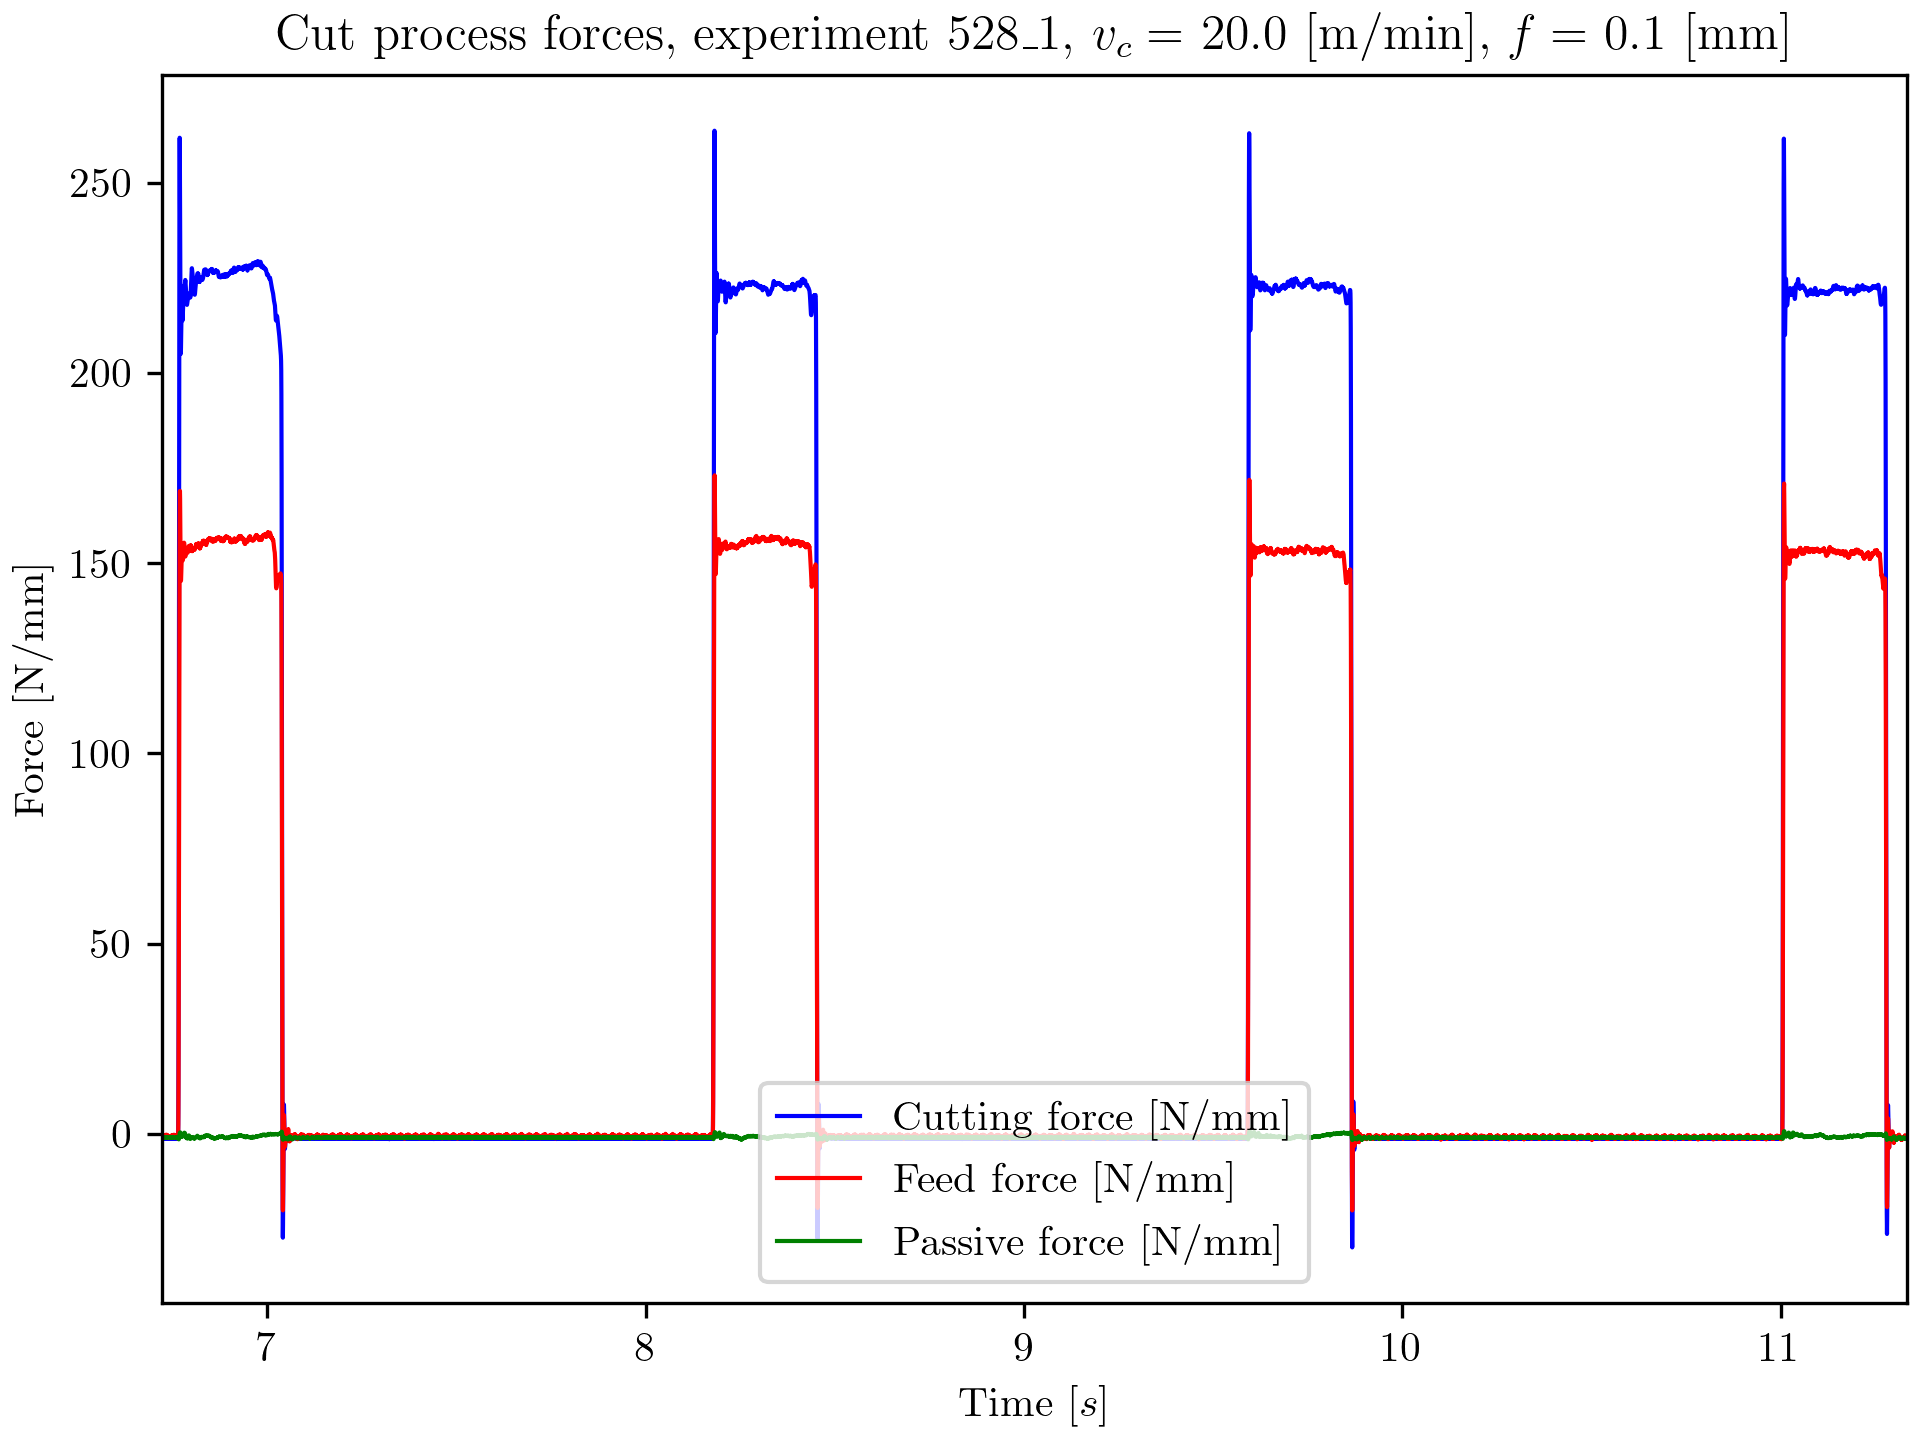 Cut process forces, experiment 528_1, v_c = 20.0 [m/min], f = 0.1 [mm]
250
200
150
100
50
0
Force [N/mm]
Cutting force [N/mm]
Feed force [N/mm]
Passive force [N/mm]
7 8 9 10 11
Time [s]